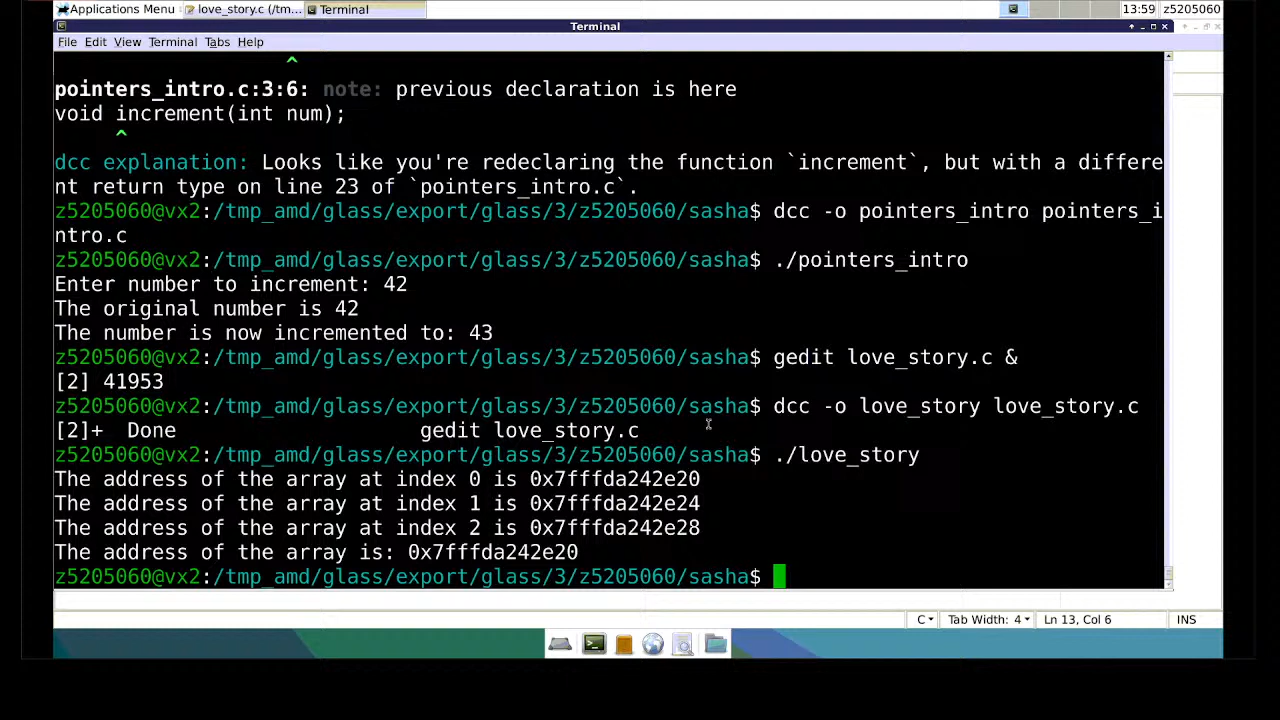 Applications Menu love_story.c (/tm... Terminal 13:59 z5205060
Terminal
File Edit View Terminal Tabs Help
^
pointers_intro.c:3:6: note: previous declaration is here
void increment(int num);
^
dcc explanation: Looks like you're redeclaring the function `increment`, but with a differe
nt return type on line 23 of `pointers_intro.c`.
z5205060@vx2:/tmp_amd/glass/export/glass/3/z5205060/sasha$ dcc -o pointers_intro pointers_i
ntro.c
z5205060@vx2:/tmp_amd/glass/export/glass/3/z5205060/sasha$ ./pointers_intro
Enter number to increment: 42
The original number is 42
The number is now incremented to: 43
z5205060@vx2:/tmp_amd/glass/export/glass/3/z5205060/sasha$ gedit love_story.c &
[2] 41953
z5205060@vx2:/tmp_amd/glass/export/glass/3/z5205060/sasha$ dcc -o love_story love_story.c
[2]+  Done                    gedit love_story.c
z5205060@vx2:/tmp_amd/glass/export/glass/3/z5205060/sasha$ ./love_story
The address of the array at index 0 is 0x7fffda242e20
The address of the array at index 1 is 0x7fffda242e24
The address of the array at index 2 is 0x7fffda242e28
The address of the array is: 0x7fffda242e20
z5205060@vx2:/tmp_amd/glass/export/glass/3/z5205060/sasha$
C Tab Width: 4 Ln 13, Col 6 INS